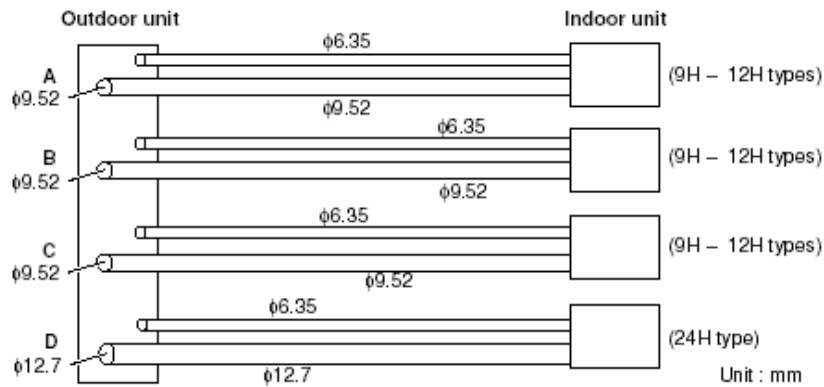 Outdoor unit
Indoor unit
φ6.35
A
φ9.52
φ9.52
(9H – 12H types)
φ6.35
B
φ9.52
φ9.52
(9H – 12H types)
φ6.35
C
φ9.52
φ9.52
(9H – 12H types)
φ6.35
D
φ12.7
φ12.7
(24H type)
Unit : mm